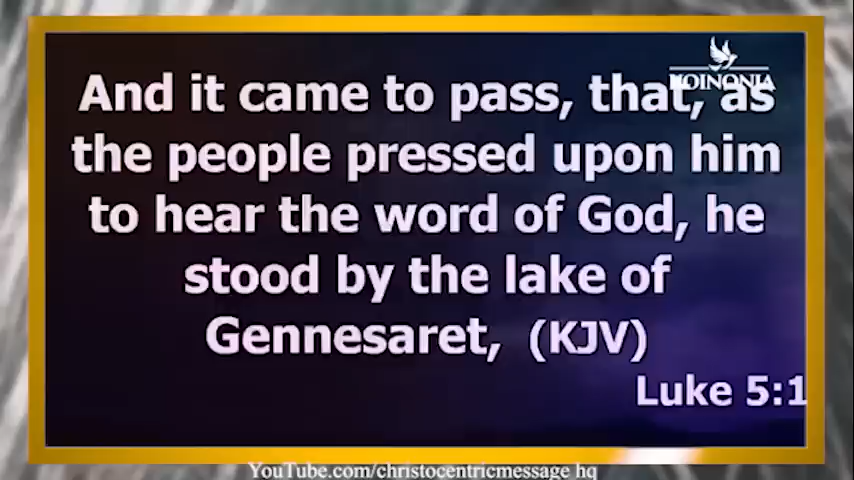 KOINONIA
And it came to pass, that, as
the people pressed upon him
to hear the word of God, he
stood by the lake of
Gennesaret, (KJV)
Luke 5:1
YouTube.com/christocentricmessage hq